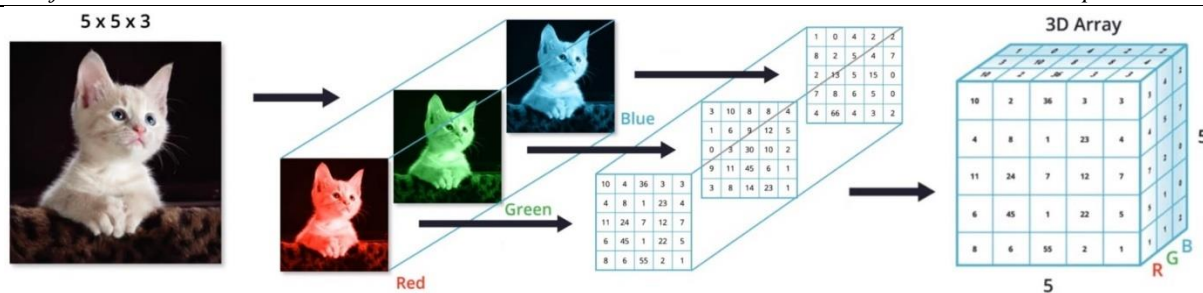 5 x 5 x 3
3D Array
Blue
Green
Red
1 0 4 2 2
8 2 5 4 7
2 13 5 15 0
7 8 6 5 0
4 66 4 3 2
3 10 8 8 4
1 6 9 12 5
0 3 30 10 2
9 11 45 6 1
3 8 14 23 1
10 4 36 3 3
4 8 1 23 4
11 24 7 12 7
6 45 1 22 5
8 6 55 2 1
10 2 36 3 3
4 8 1 23 4
11 24 7 12 7
6 45 1 22 5
8 6 55 2 1
5
R G B
5